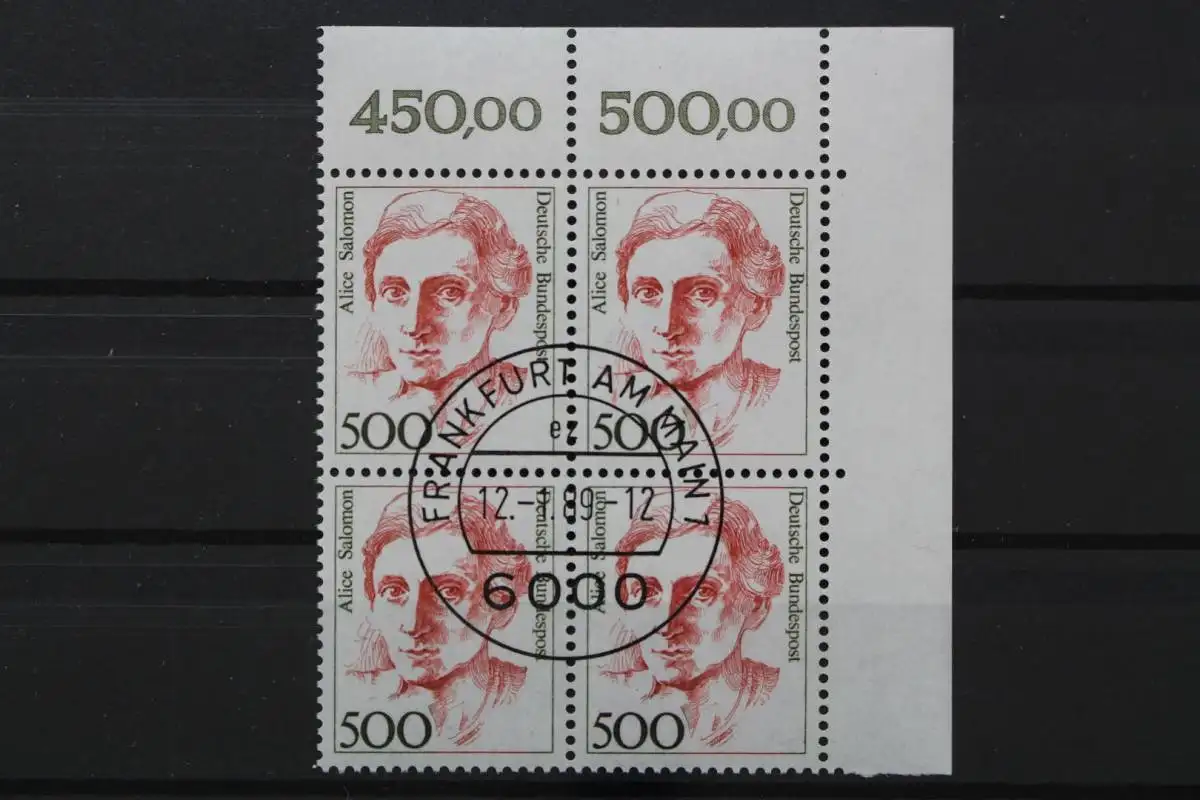 450,00 500,00
Alice Salomon
Deutsche Bundespost
500
Alice Salomon
Deutsche Bundespost
500
Alice Salomon
Deutsche Bundespost
500
Alice Salomon
Deutsche Bundespost
500
FRANKFURT AM MAIN 1
ez
12.-1.89-12
6000